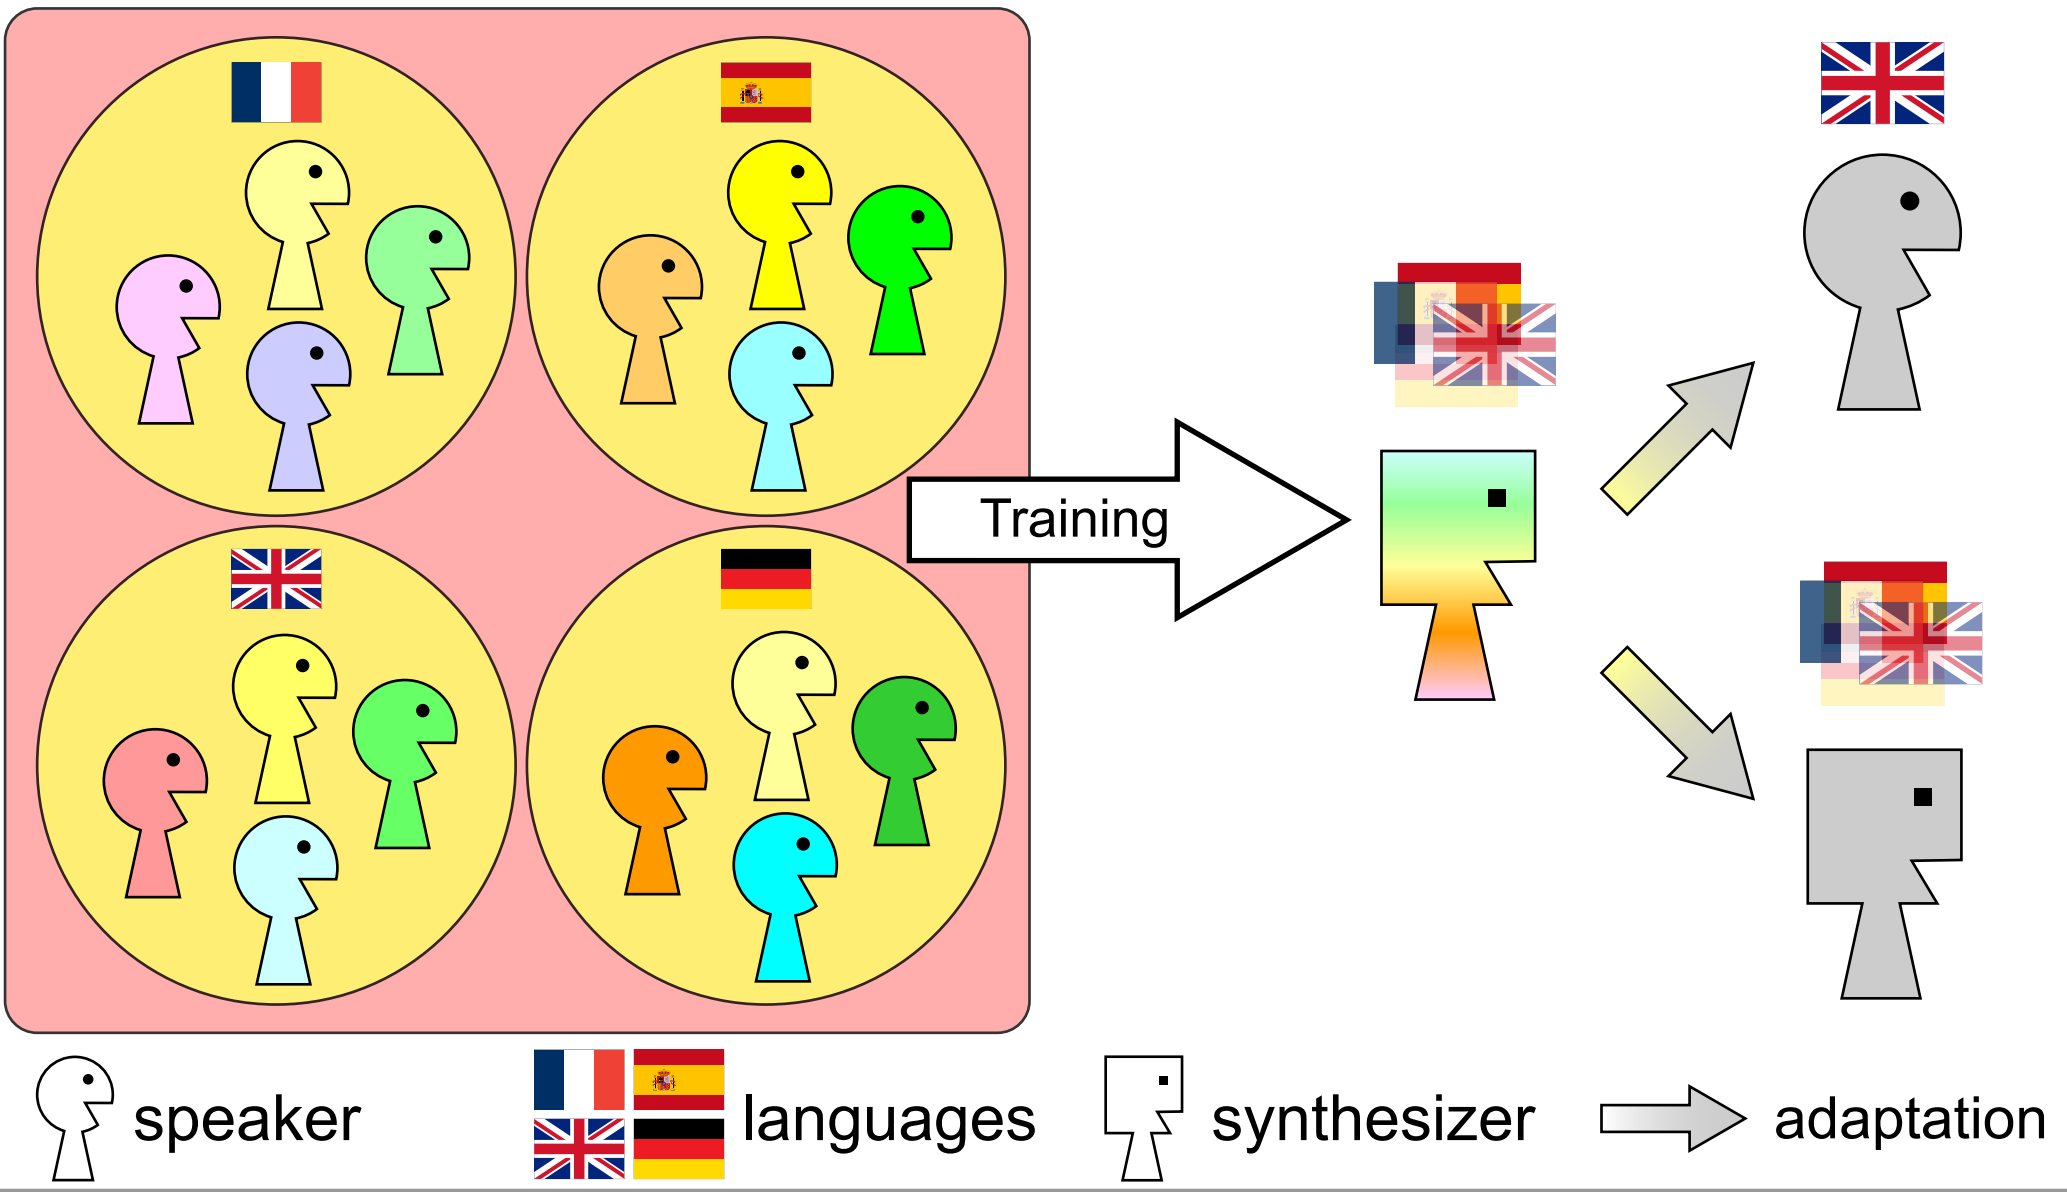 Training
speaker
languages
synthesizer
adaptation